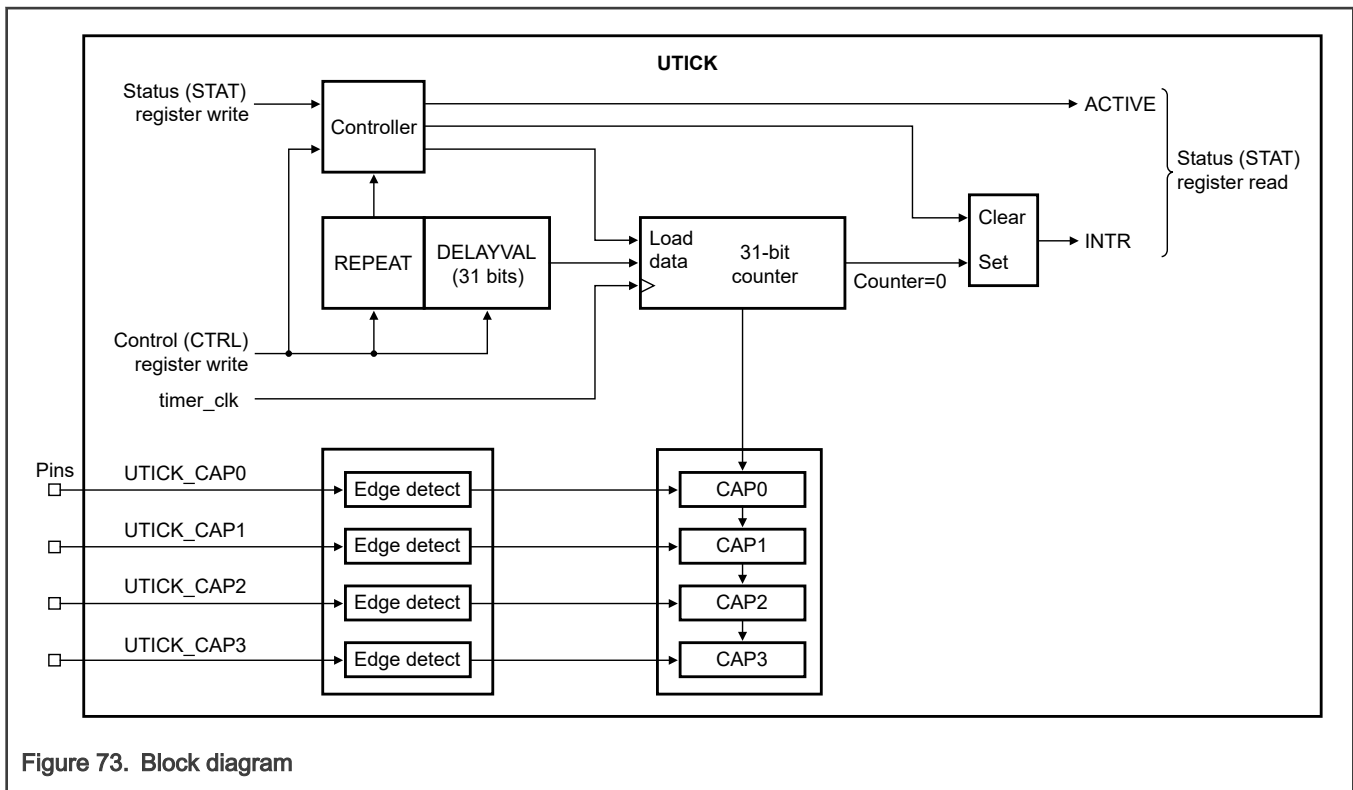 UTICK
Status (STAT)
register write
Controller
ACTIVE
Status (STAT)
register read
REPEAT
DELAYVAL
(31 bits)
Load
data
31-bit
counter
Counter=0
Clear
Set
INTR
Control (CTRL)
register write
timer_clk
Pins
UTICK_CAP0
Edge detect
CAP0
UTICK_CAP1
Edge detect
CAP1
UTICK_CAP2
Edge detect
CAP2
UTICK_CAP3
Edge detect
CAP3
Figure 73. Block diagram